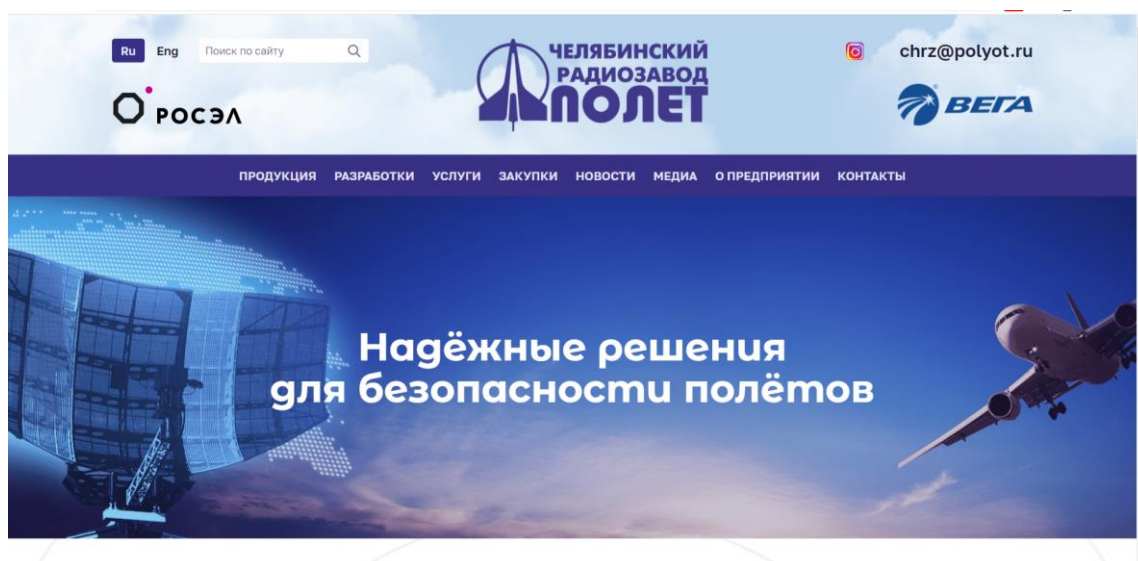 Ru Eng Поиск по сайту
РОСЭЛ
ЧЕЛЯБИНСКИЙ
РАДИОЗАВОД
ПОЛЕТ
chrz@polyot.ru
ВЕГА
ПРОДУКЦИЯ РАЗРАБОТКИ УСЛУГИ ЗАКУПКИ НОВОСТИ МЕДИА О ПРЕДПРИЯТИИ КОНТАКТЫ
Надёжные решения
для безопасности полётов